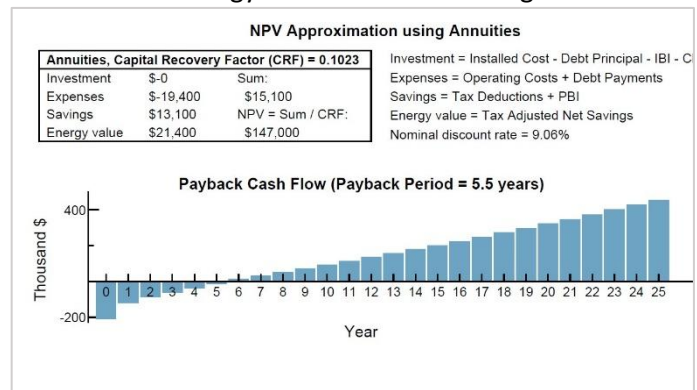 NPV Approximation using Annuities
Annuities, Capital Recovery Factor (CRF) = 0.1023
Investment $-0 Sum:
Expenses $-19,400 $15,100
Savings $13,100 NPV = Sum / CRF:
Energy value $21,400 $147,000
Investment = Installed Cost - Debt Principal - IBI - C
Expenses = Operating Costs + Debt Payments
Savings = Tax Deductions + PBI
Energy value = Tax Adjusted Net Savings
Nominal discount rate = 9.06%
Payback Cash Flow (Payback Period = 5.5 years)
Thousand $
400
-200
0 1 2 3 4 5 6 7 8 9 10 11 12 13 14 15 16 17 18 19 20 21 22 23 24 25
Year